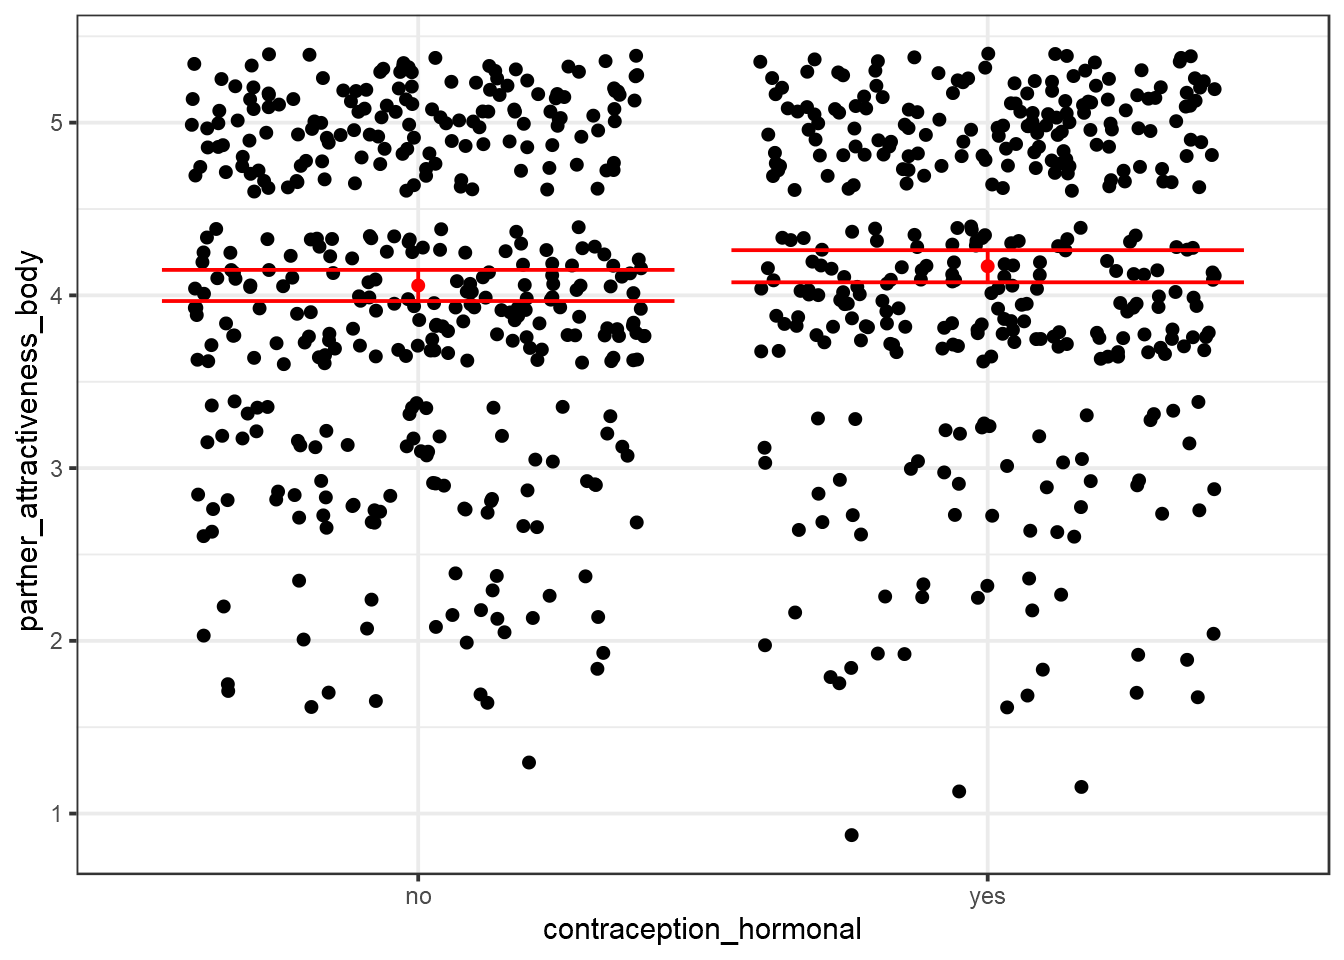 partner_attractiveness_body
5
4
3
2
1
no yes
contraception_hormonal